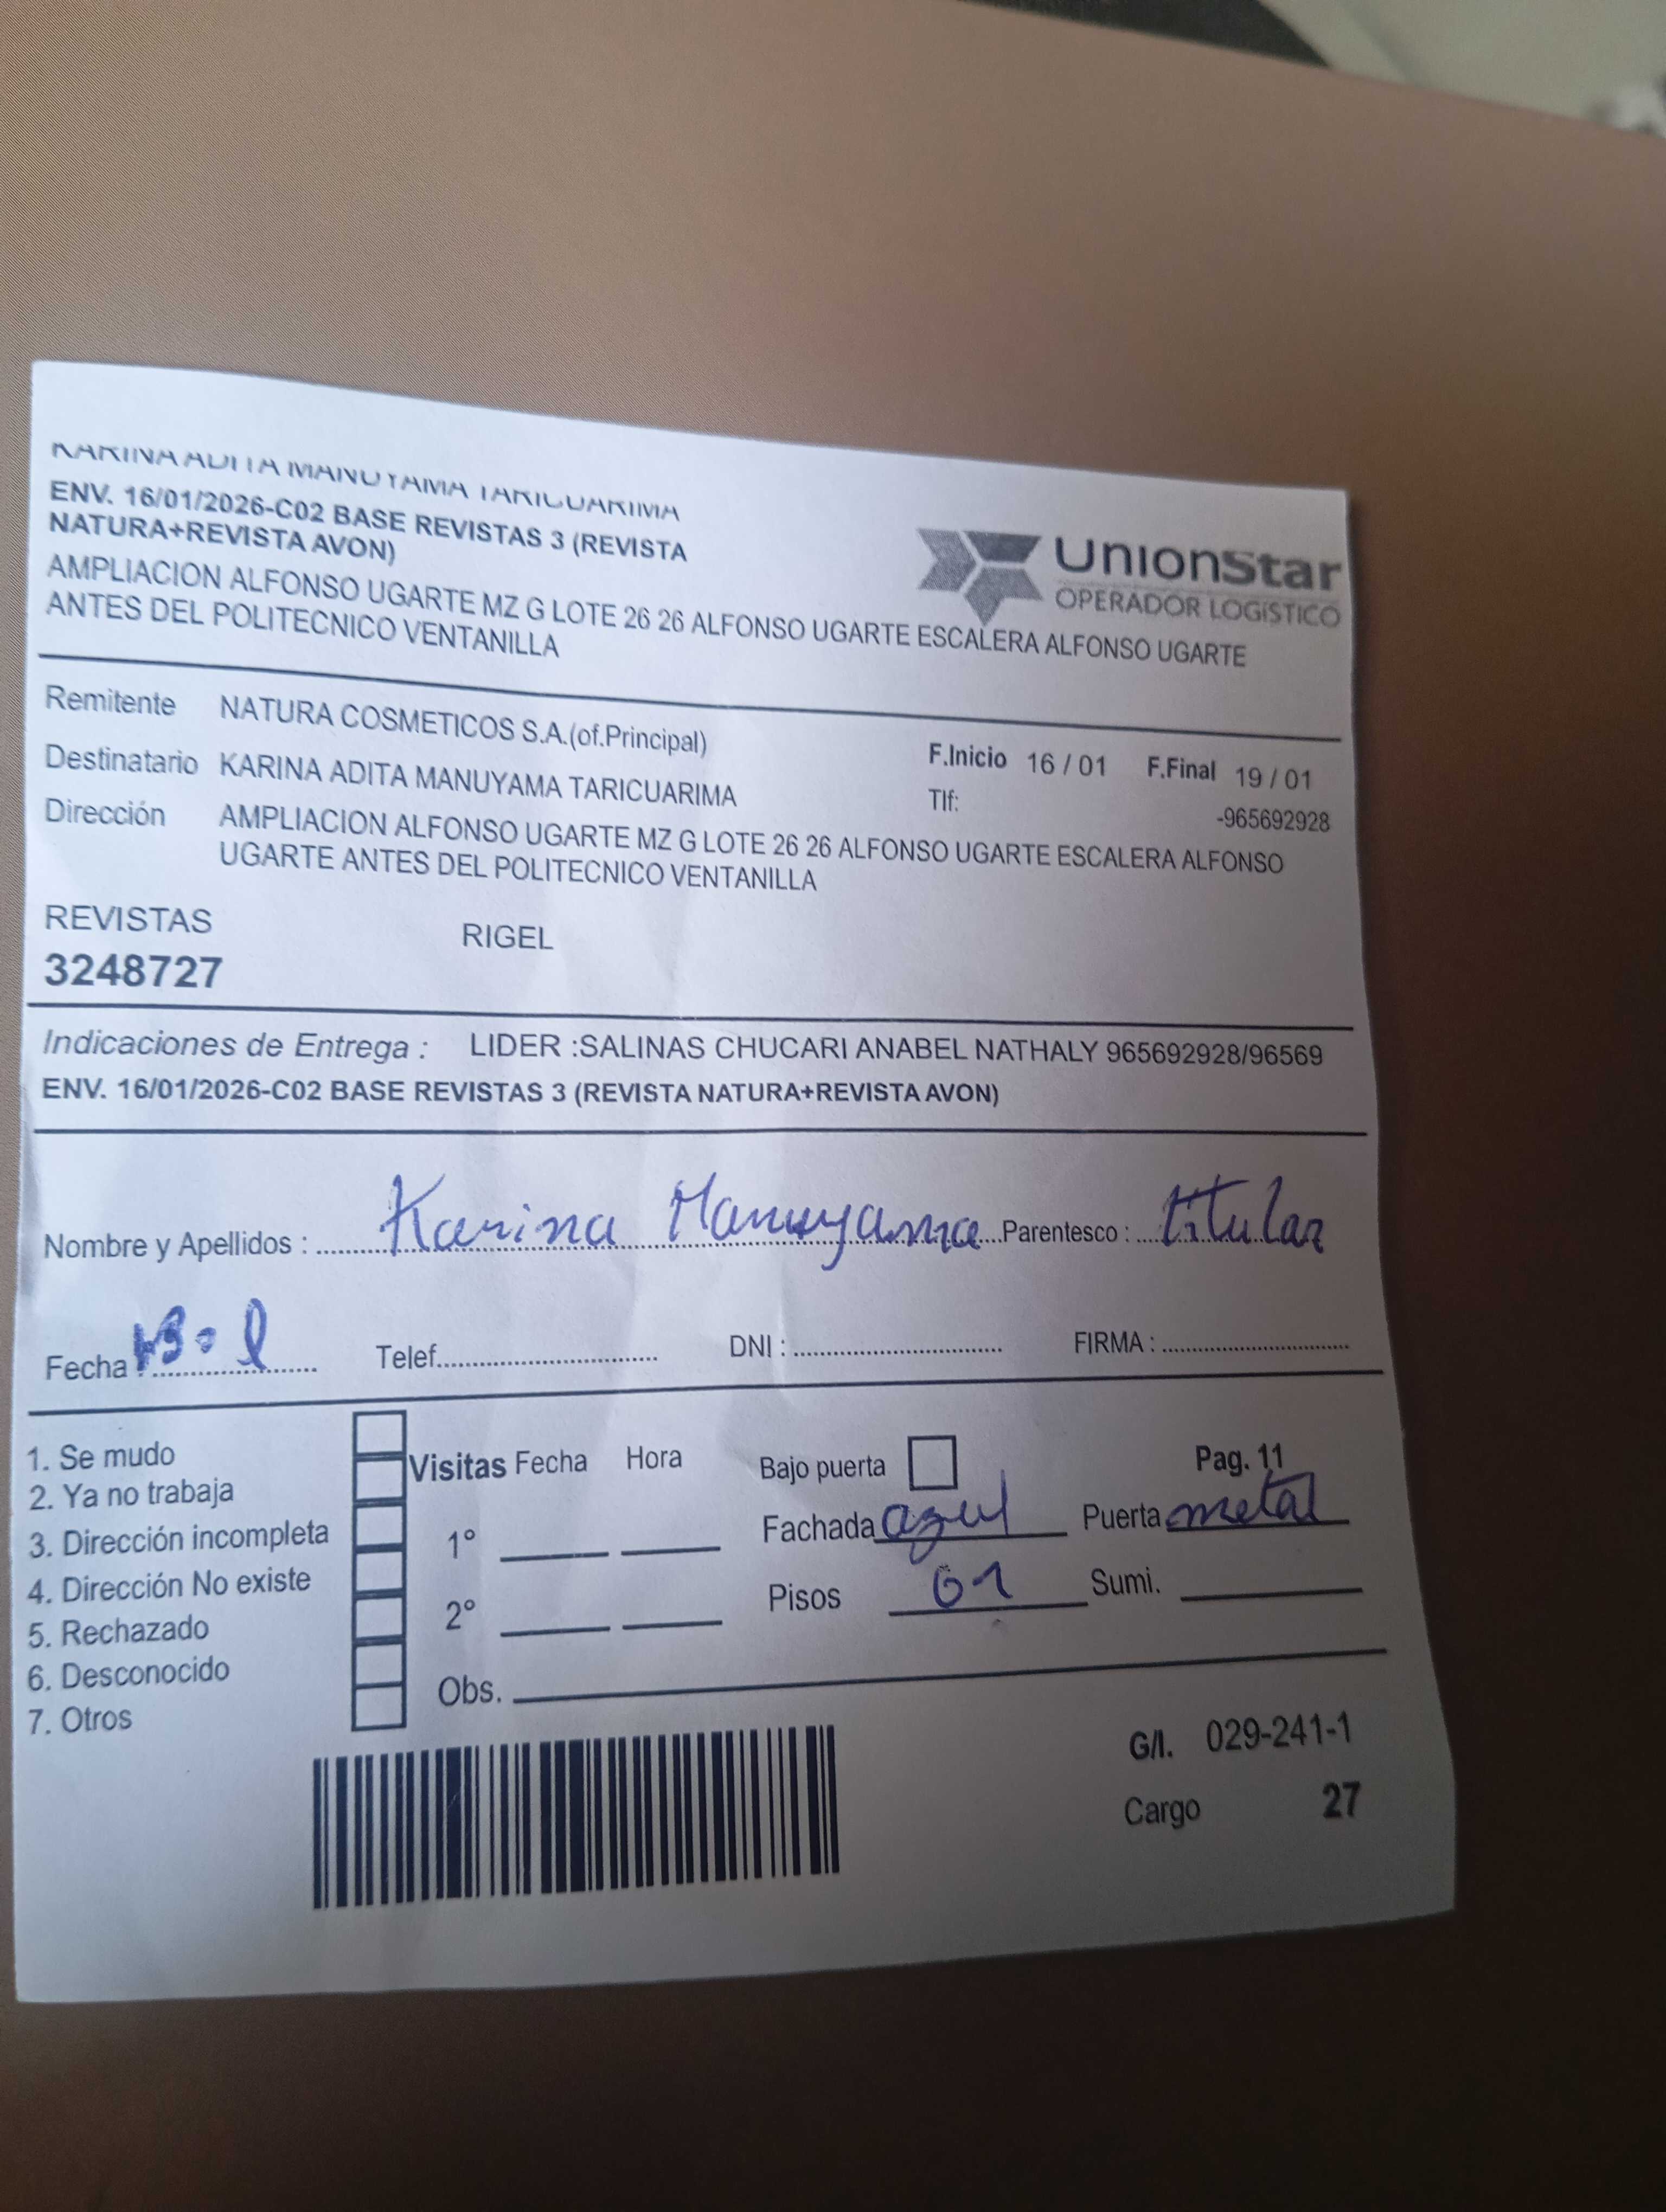 KARINA ADITA MANUYAMA TARICUARIMA
ENV. 16/01/2026-C02 BASE REVISTAS 3 (REVISTA
NATURA+REVISTA AVON)
UnionStar
OPERADOR LOGÍSTICO
AMPLIACION ALFONSO UGARTE MZ G LOTE 26 26 ALFONSO UGARTE ESCALERA ALFONSO UGARTE
ANTES DEL POLITECNICO VENTANILLA
Remitente NATURA COSMETICOS S.A.(of.Principal)
F.Inicio 16 / 01 F.Final 19 / 01
Destinatario KARINA ADITA MANUYAMA TARICUARIMA
Tlf: -965692928
Dirección AMPLIACION ALFONSO UGARTE MZ G LOTE 26 26 ALFONSO UGARTE ESCALERA ALFONSO
UGARTE ANTES DEL POLITECNICO VENTANILLA
REVISTAS RIGEL
3248727
Indicaciones de Entrega : LIDER :SALINAS CHUCARI ANABEL NATHALY 965692928/96569
ENV. 16/01/2026-C02 BASE REVISTAS 3 (REVISTA NATURA+REVISTA AVON)
Nombre y Apellidos : Karina Manuyama Parentesco : titular
Fecha : Telef. DNI : FIRMA :
1. Se mudo
2. Ya no trabaja
3. Dirección incompleta
4. Dirección No existe
5. Rechazado
6. Desconocido
7. Otros
Visitas Fecha Hora
1°
2°
Obs.
Bajo puerta Pag. 11
Fachada azul Puerta metal
Pisos 01 Sumi.
G/I. 029-241-1
Cargo 27